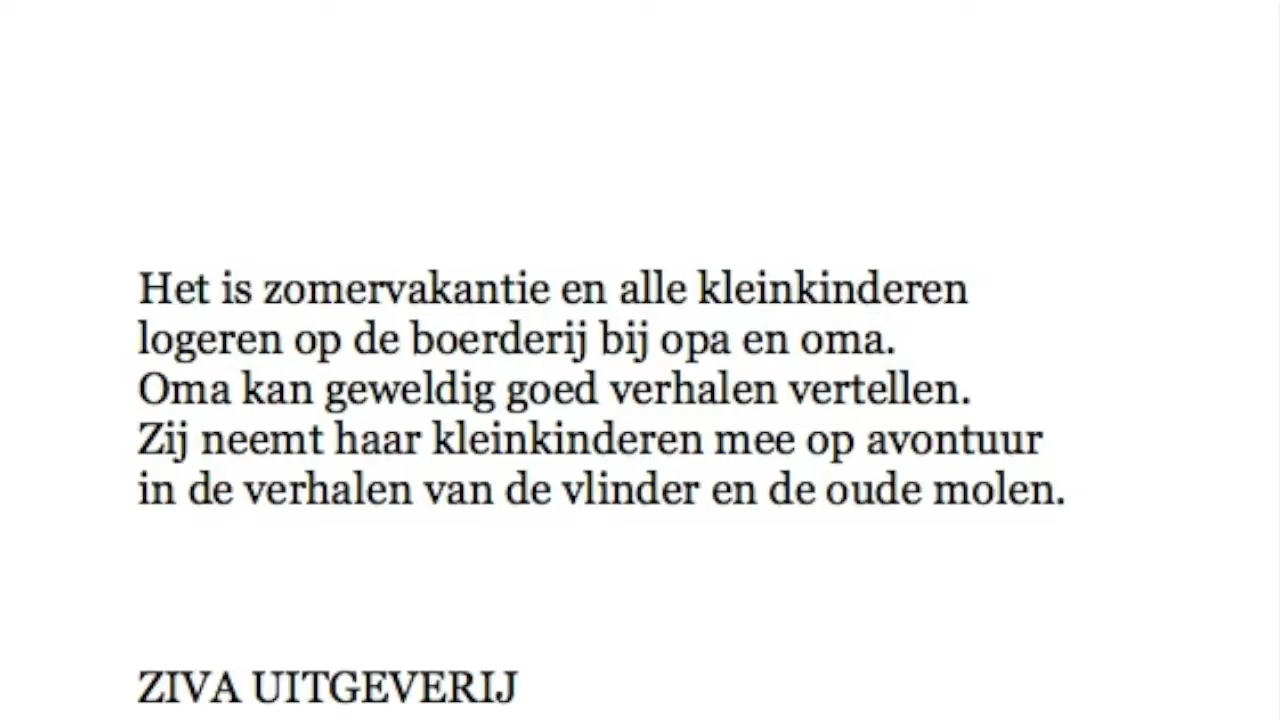 Het is zomervakantie en alle kleinkinderen
logeren op de boerderij bij opa en oma.
Oma kan geweldig goed verhalen vertellen.
Zij neemt haar kleinkinderen mee op avontuur
in de verhalen van de vlinder en de oude molen.
ZIVA UITGEVERIJ